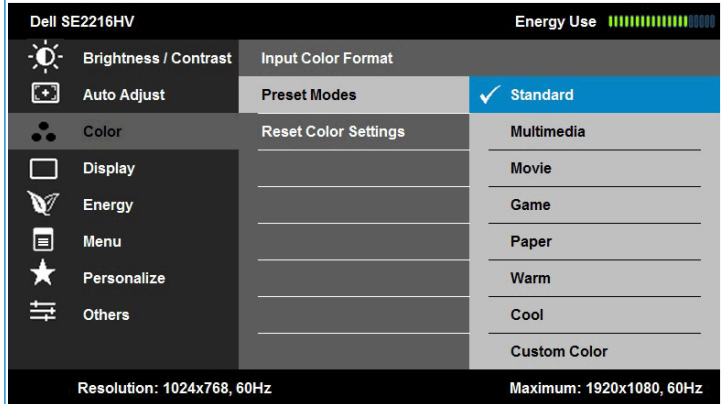 Dell SE2216HV Energy Use
Brightness / Contrast Input Color Format
Auto Adjust Preset Modes Standard
Color Reset Color Settings Multimedia
Display Movie
Energy Game
Menu Paper
Personalize Warm
Others Cool
Custom Color
Resolution: 1024x768, 60Hz Maximum: 1920x1080, 60Hz